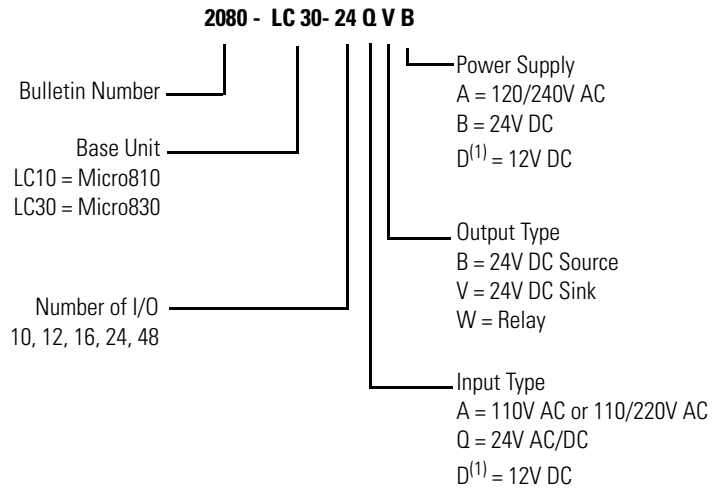 2080 - LC 30- 24 Q V B
Bulletin Number
Base Unit
LC10 = Micro810
LC30 = Micro830
Number of I/O
10, 12, 16, 24, 48
Power Supply
A = 120/240V AC
B = 24V DC
D(1) = 12V DC
Output Type
B = 24V DC Source
V = 24V DC Sink
W = Relay
Input Type
A = 110V AC or 110/220V AC
Q = 24V AC/DC
D(1) = 12V DC